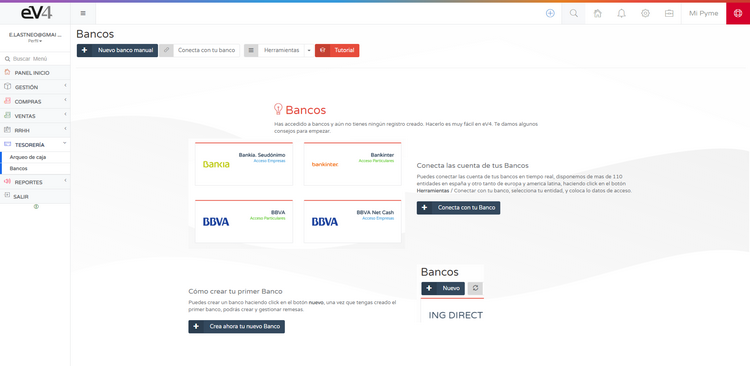 eV4
Mi Pyme
E.LASTNEO@GMAI ...
Perfil
Buscar Menú
PANEL INICIO
GESTIÓN
COMPRAS
VENTAS
RRHH
TESORERÍA
Arqueo de caja
Bancos
REPORTES
SALIR
Bancos
Nuevo banco manual
Conecta con tu banco
Herramientas
Tutorial
Bancos
Has accedido a bancos y aun no tienes ningún registro creado. Hacerlo es muy fácil en eV4. Te damos algunos
consejos para empezar.
Bankia
Bankia, Seudónimo
Acceso Empresas
bankinter
Bankinter
Acceso Particulares
BBVA
BBVA
Acceso Particulares
BBVA
BBVA Net Cash
Acceso Empresas
Conecta las cuenta de tus Bancos
Puedes conectar las cuentas de tus bancos en tiempo real, disponemos de mas de 110
entidades en españa y otro tanto de europa y america latina, haciendo click en el botón
Herramientas / Conectar con tu banco, selecciona tu entidad, y coloca lo datos de acceso.
Conecta con tu Banco
Cómo crear tu primer Banco
Puedes crear un banco haciendo click en el botón nuevo, una vez que tengas creado el
primer banco, podrás crear y gestionar remesas.
Crea ahora tu nuevo Banco
Bancos
Nuevo
ING DIRECT